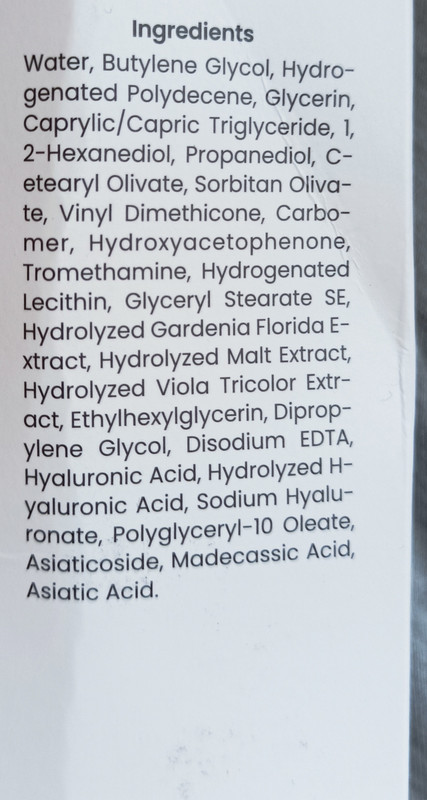 Ingredients
Water, Butylene Glycol, Hydro-
genated Polydecene, Glycerin,
Caprylic/Capric Triglyceride, 1,
2-Hexanediol, Propanediol, C-
etearyl Olivate, Sorbitan Oliva-
te, Vinyl Dimethicone, Carbo-
mer, Hydroxyacetophenone,
Tromethamine, Hydrogenated
Lecithin, Glyceryl Stearate SE,
Hydrolyzed Gardenia Florida E-
xtract, Hydrolyzed Malt Extract,
Hydrolyzed Viola Tricolor Extr-
act, Ethylhexylglycerin, Diprop-
ylene Glycol, Disodium EDTA,
Hyaluronic Acid, Hydrolyzed H-
yaluronic Acid, Sodium Hyalu-
ronate, Polyglyceryl-10 Oleate,
Asiaticoside, Madecassic Acid,
Asiatic Acid.